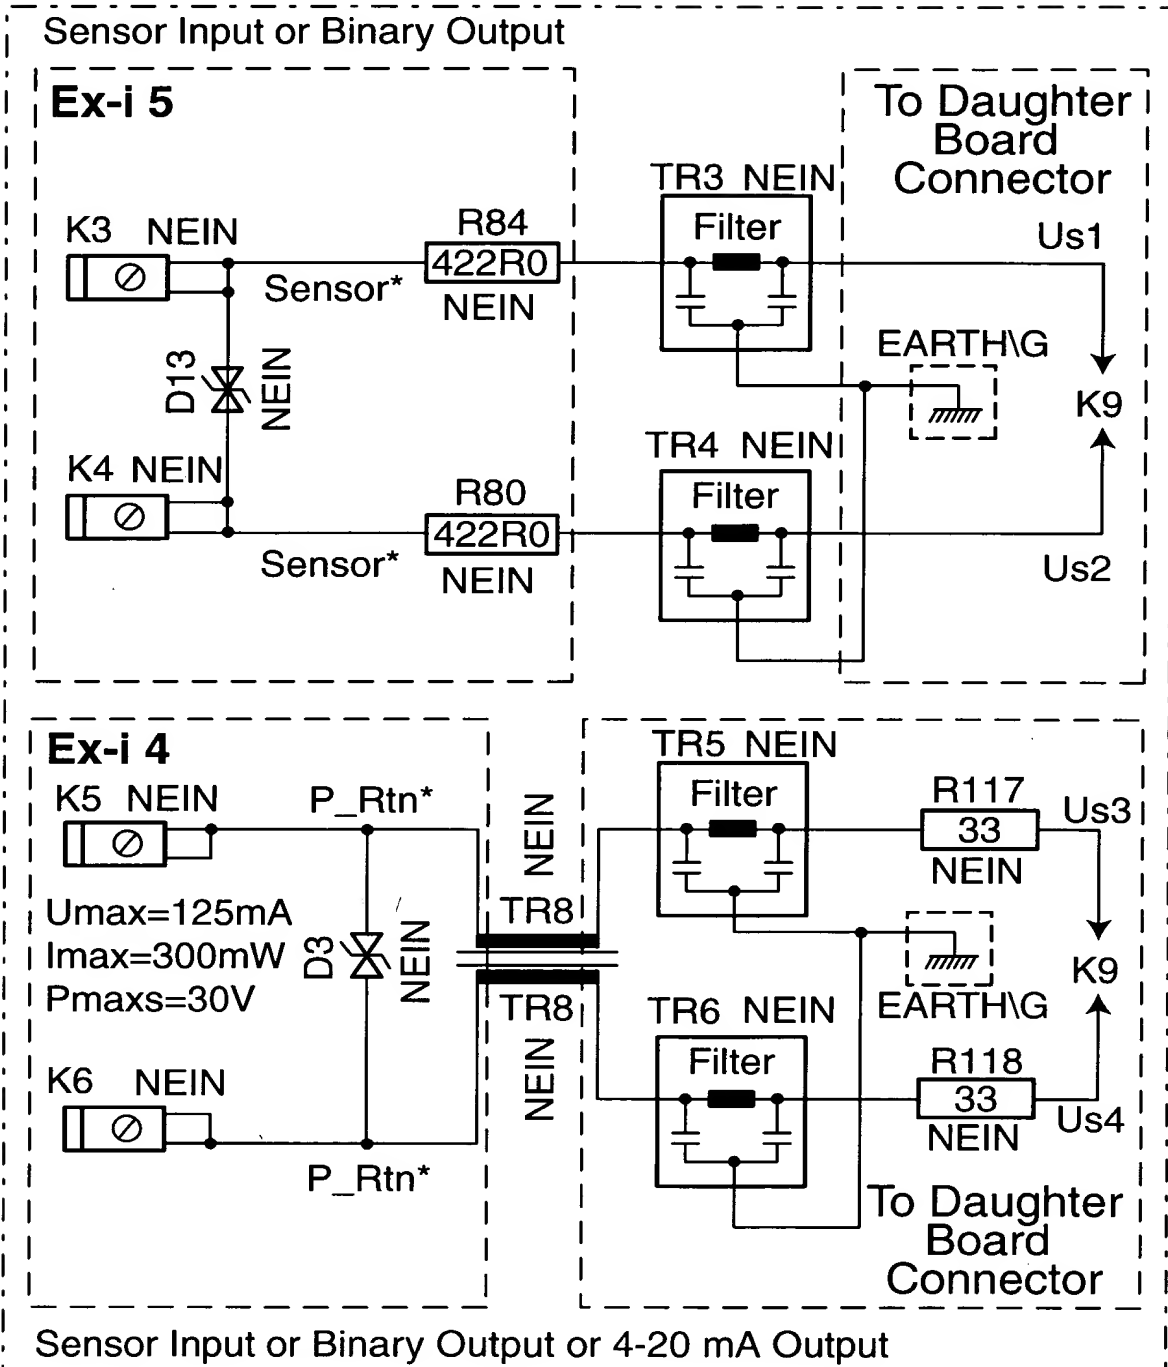 Sensor Input or Binary Output
Ex-i 5
To Daughter
Board
Connector
TR3 NEIN
Filter
K3 NEIN
R84
422R0
NEIN
Sensor*
Us1
EARTH\G
D13
NEIN
K9
K4 NEIN
TR4 NEIN
Filter
R80
422R0
NEIN
Sensor*
Us2
Ex-i 4
TR5 NEIN
Filter
K5 NEIN
P_Rtn*
NEIN
R117
33
NEIN
Us3
Umax=125mA
Imax=300mW
Pmaxs=30V
D3
NEIN
TR8
TR8
NEIN
K9
EARTH\G
TR6 NEIN
Filter
K6 NEIN
R118
33
NEIN
Us4
P_Rtn*
To Daughter
Board
Connector
Sensor Input or Binary Output or 4-20 mA Output